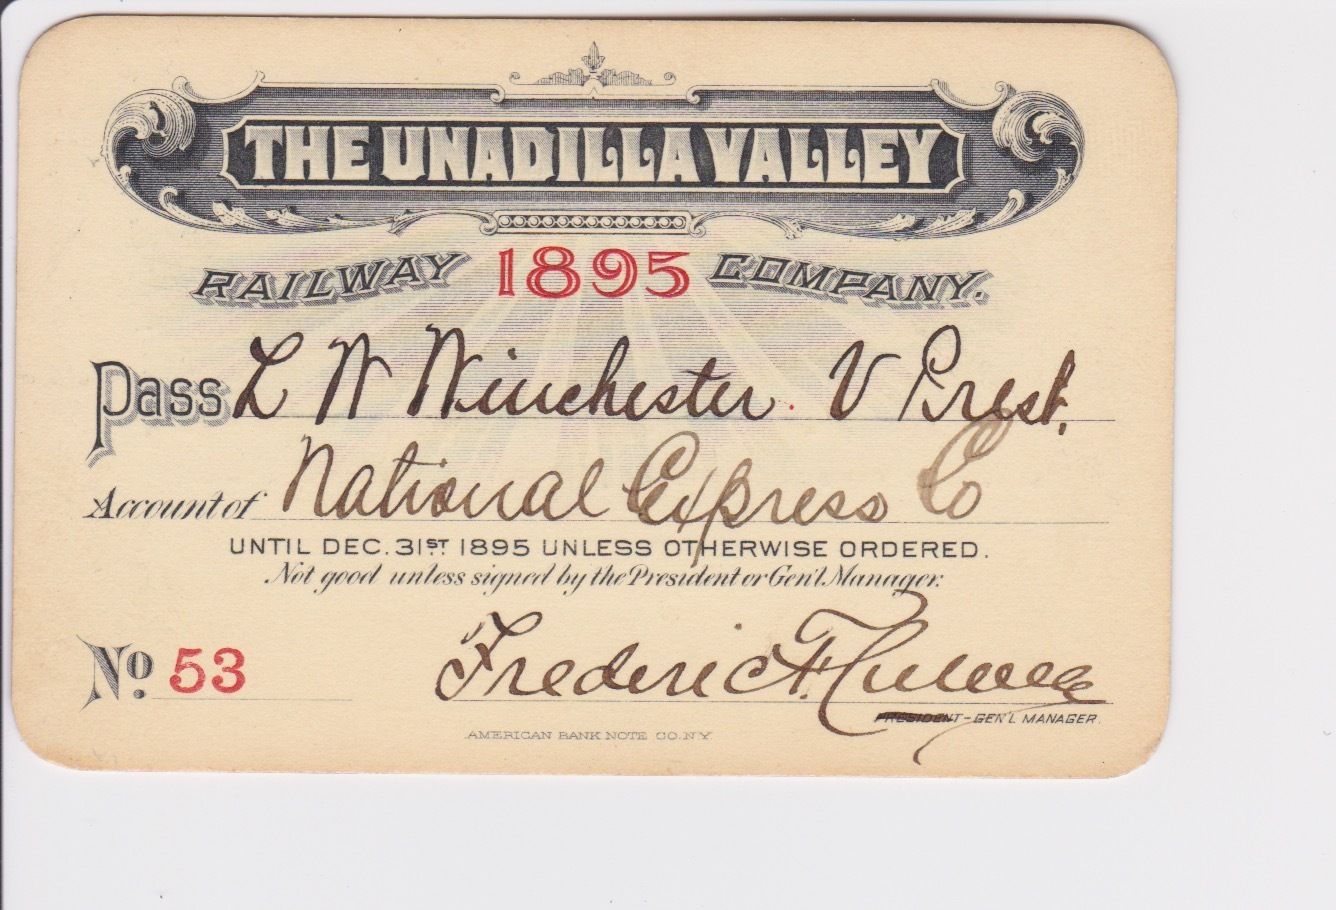 THE UNADILLA VALLEY
RAILWAY 1895 COMPANY.
Pass L W Winchester V Prest.
Account of National Express Co
UNTIL DEC. 31ST 1895 UNLESS OTHERWISE ORDERED.
Not good unless signed by the President or Gen'l Manager.
No. 53 Frederic F.
PRESIDENT-GEN'L MANAGER.
AMERICAN BANK NOTE CO. N Y